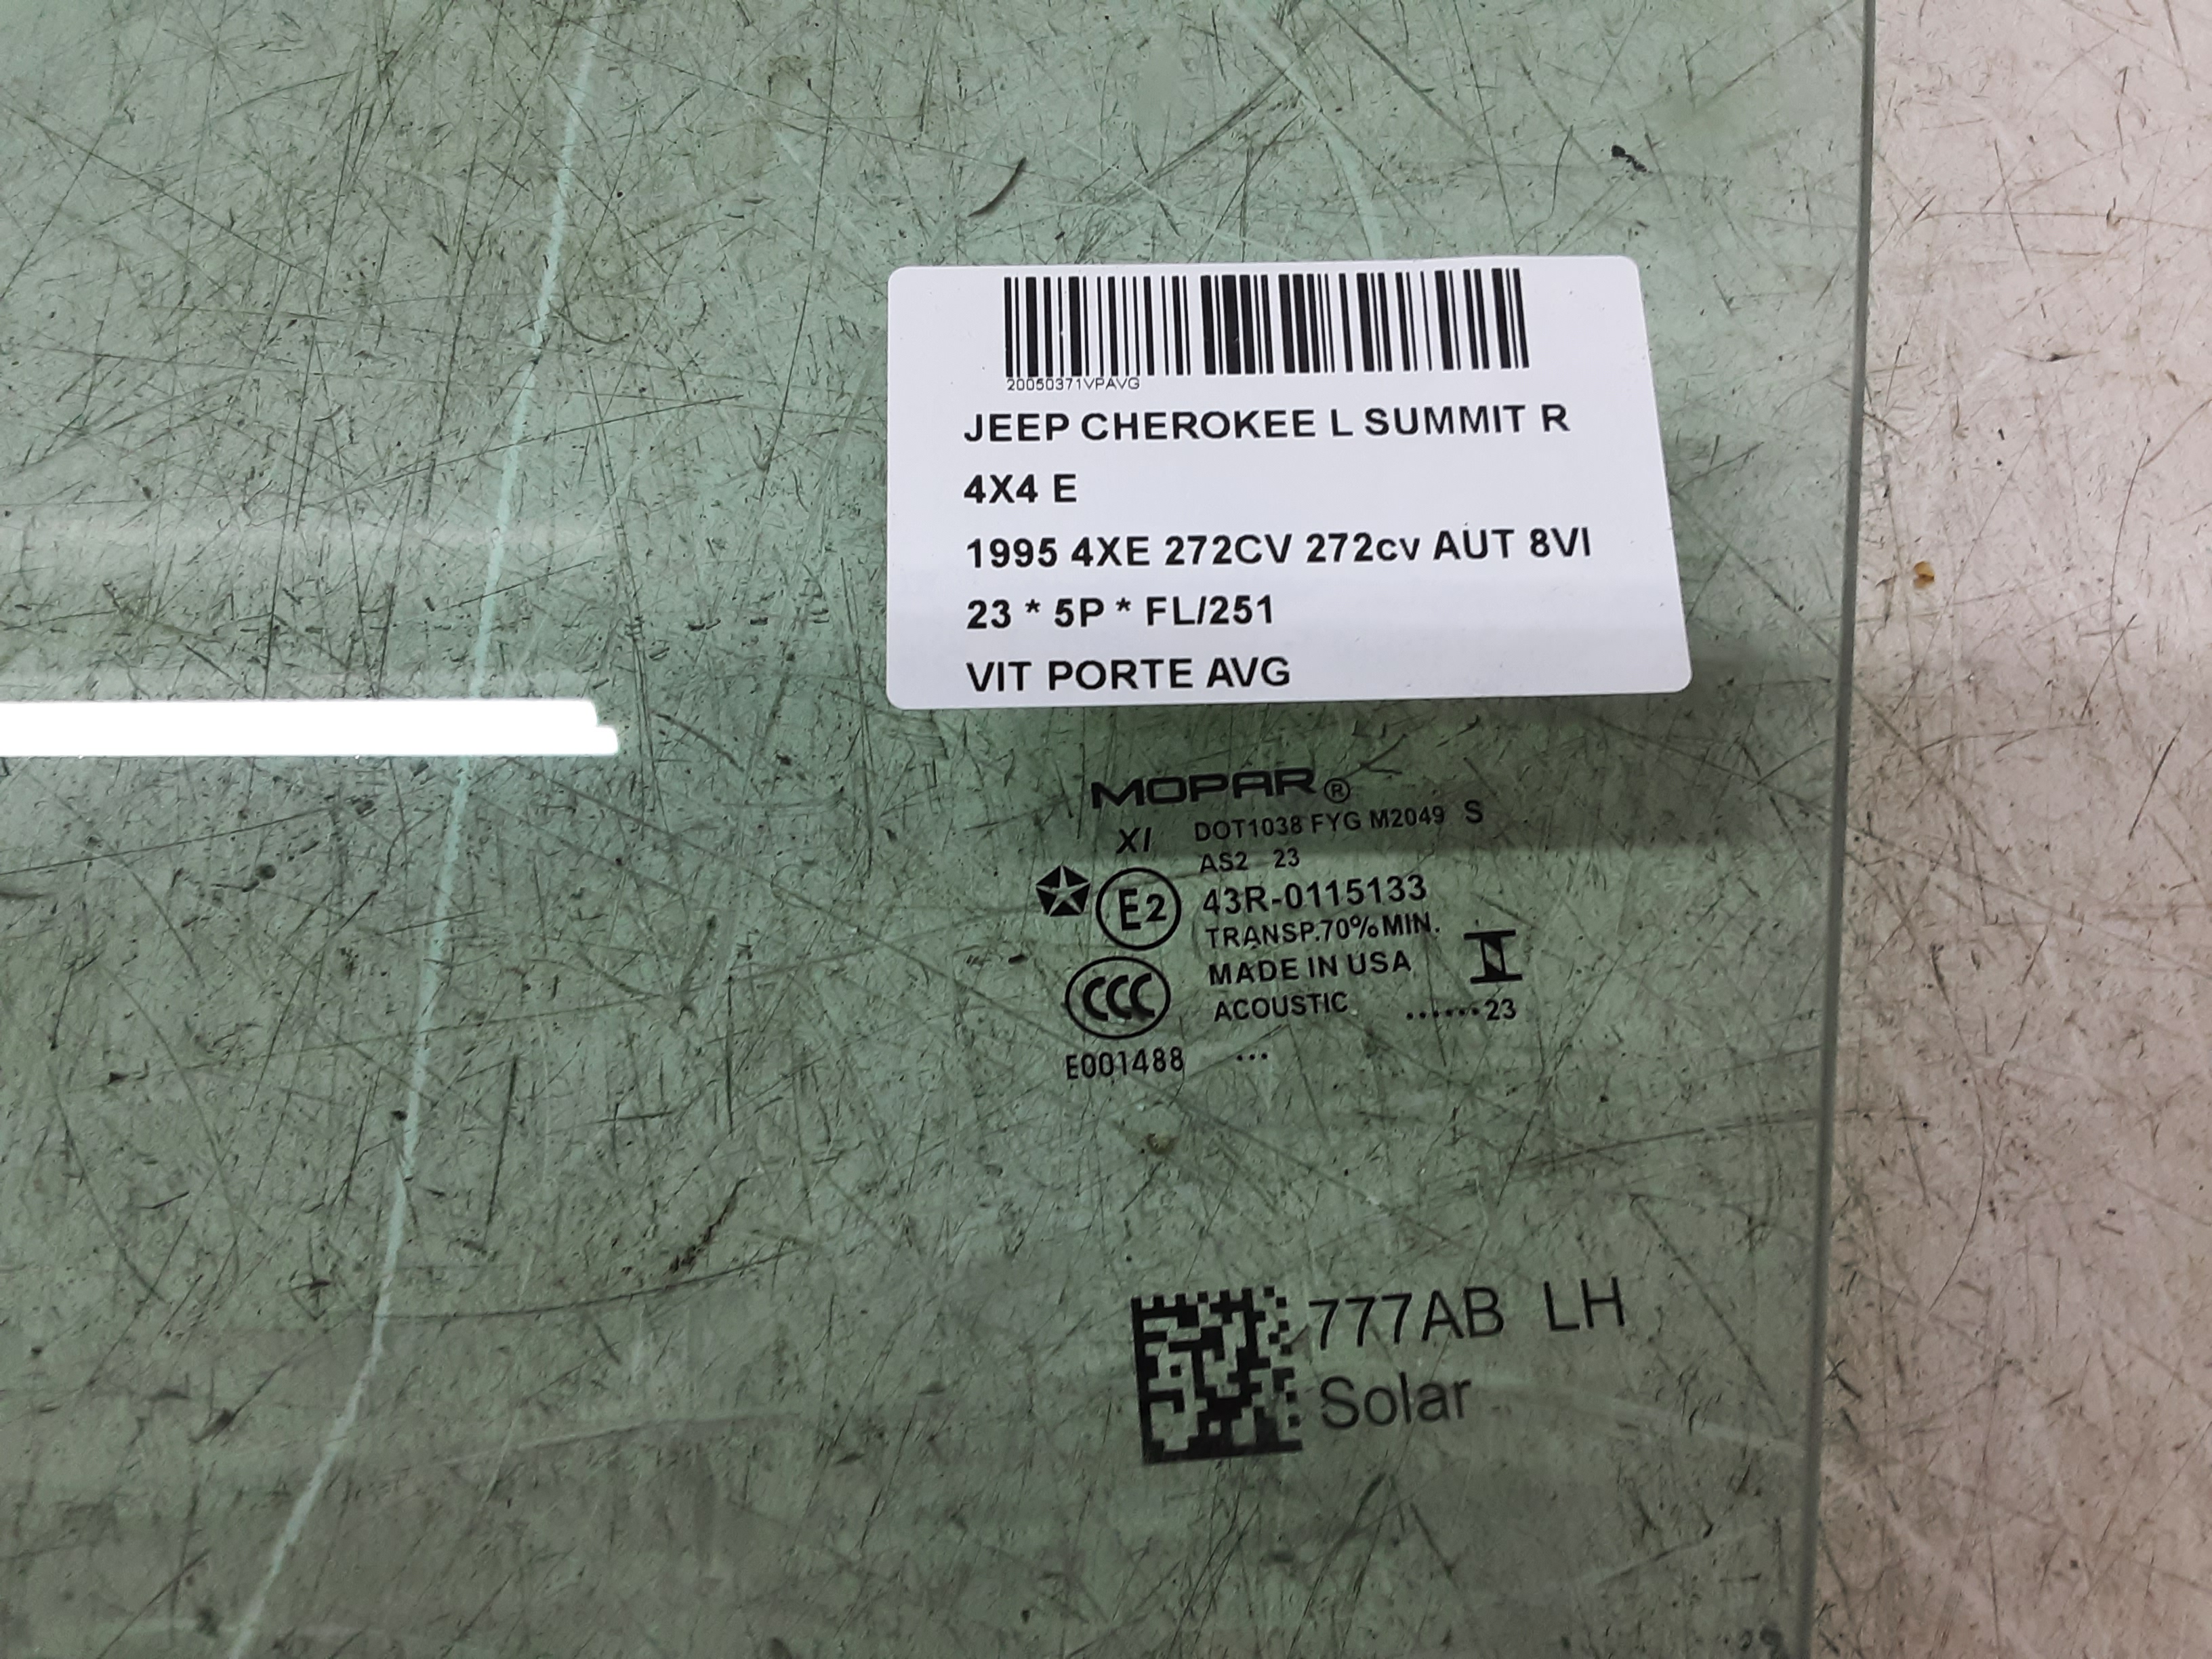 20050371VPAVG
JEEP CHEROKEE L SUMMIT R
4X4 E
1995 4XE 272CV 272cv AUT 8VI
23 * 5P * FL/251
VIT PORTE AVG
MOPAR®
XI DOT1038 FYG M2049 S
AS2 23
E2 43R-0115133
TRANSP.70% MIN.
MADE IN USA
CCC ACOUSTIC .......23
E001488 ...
777AB LH
Solar